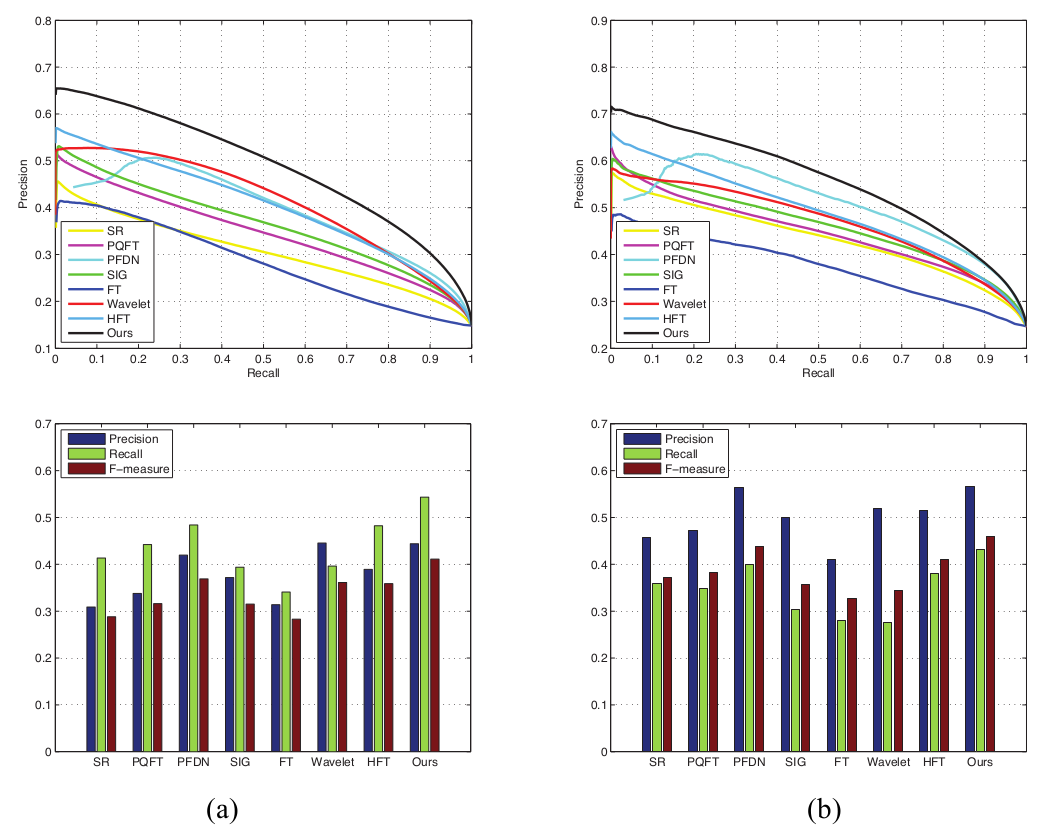 0.8
0.7
0.6
0.5
0.4
0.3
0.2
0.1
Precision
0 0.1 0.2 0.3 0.4 0.5 0.6 0.7 0.8 0.9 1
Recall
SR
PQFT
PFDN
SIG
FT
Wavelet
HFT
Ours
0.9
0.8
0.7
0.6
0.5
0.4
0.3
0.2
Precision
0 0.1 0.2 0.3 0.4 0.5 0.6 0.7 0.8 0.9 1
Recall
SR
PQFT
PFDN
SIG
FT
Wavelet
HFT
Ours
0.7
0.6
0.5
0.4
0.3
0.2
0.1
0
Precision
Recall
F-measure
SR PQFT PFDN SIG FT Wavelet HFT Ours
0.7
0.6
0.5
0.4
0.3
0.2
0.1
0
Precision
Recall
F-measure
SR PQFT PFDN SIG FT Wavelet HFT Ours
(a)
(b)